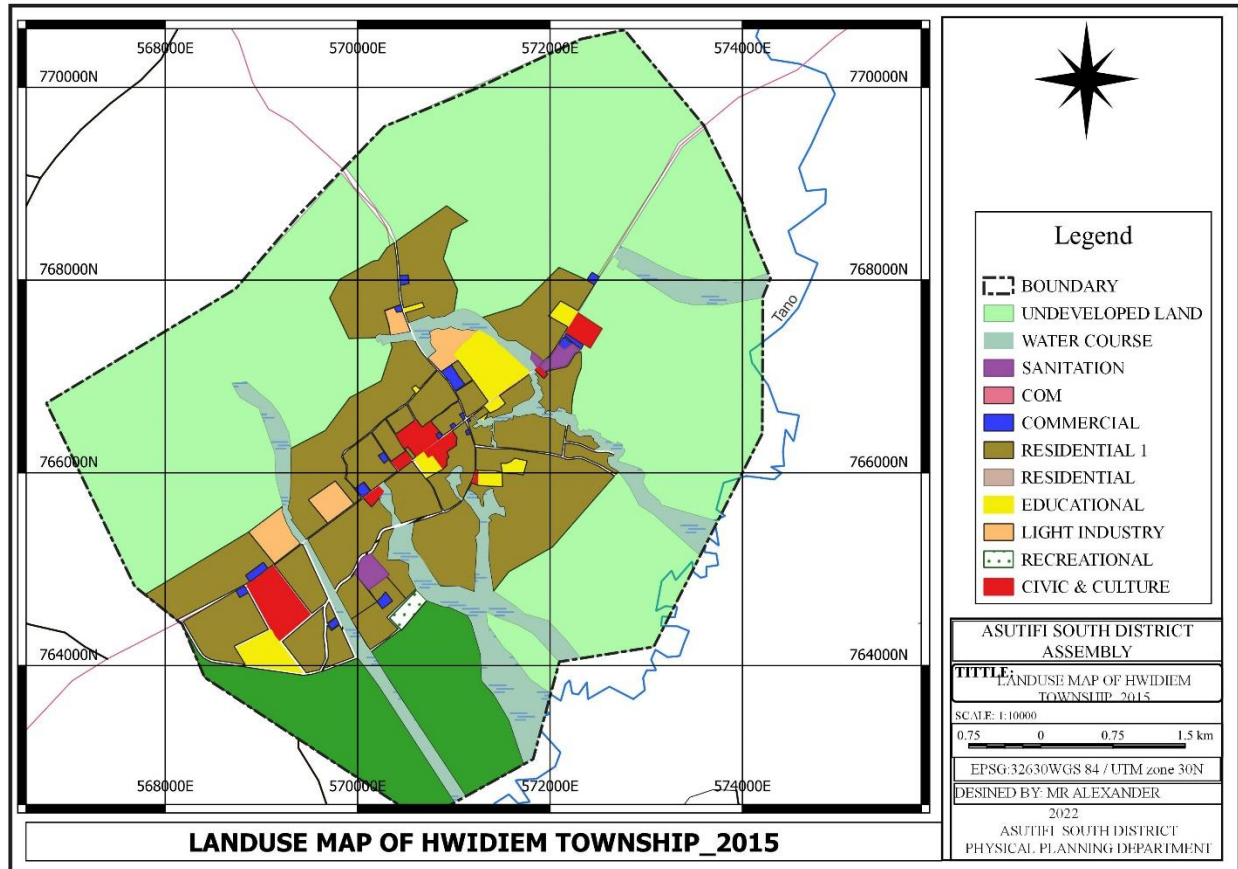 568000E 570000E 572000E 574000E
770000N 770000N
768000N 768000N
Tano
766000N 766000N
764000N 764000N
568000E 570000E 572000E 574000E
LANDUSE MAP OF HWIDIEM TOWNSHIP_2015
Legend
BOUNDARY
UNDEVELOPED LAND
WATER COURSE
SANITATION
COM
COMMERCIAL
RESIDENTIAL 1
RESIDENTIAL
EDUCATIONAL
LIGHT INDUSTRY
RECREATIONAL
CIVIC & CULTURE
ASUTIFI SOUTH DISTRICT
ASSEMBLY
TITTLE:
LANDUSE MAP OF HWIDIEM
TOWNSHIP_2015
SCALE: 1:10000
0.75 0 0.75 1.5 km
EPSG:32630WGS 84 / UTM zone 30N
DESINED BY: MR ALEXANDER
2022
ASUTIFI SOUTH DISTRICT
PHYSICAL PLANNING DEPARTMENT